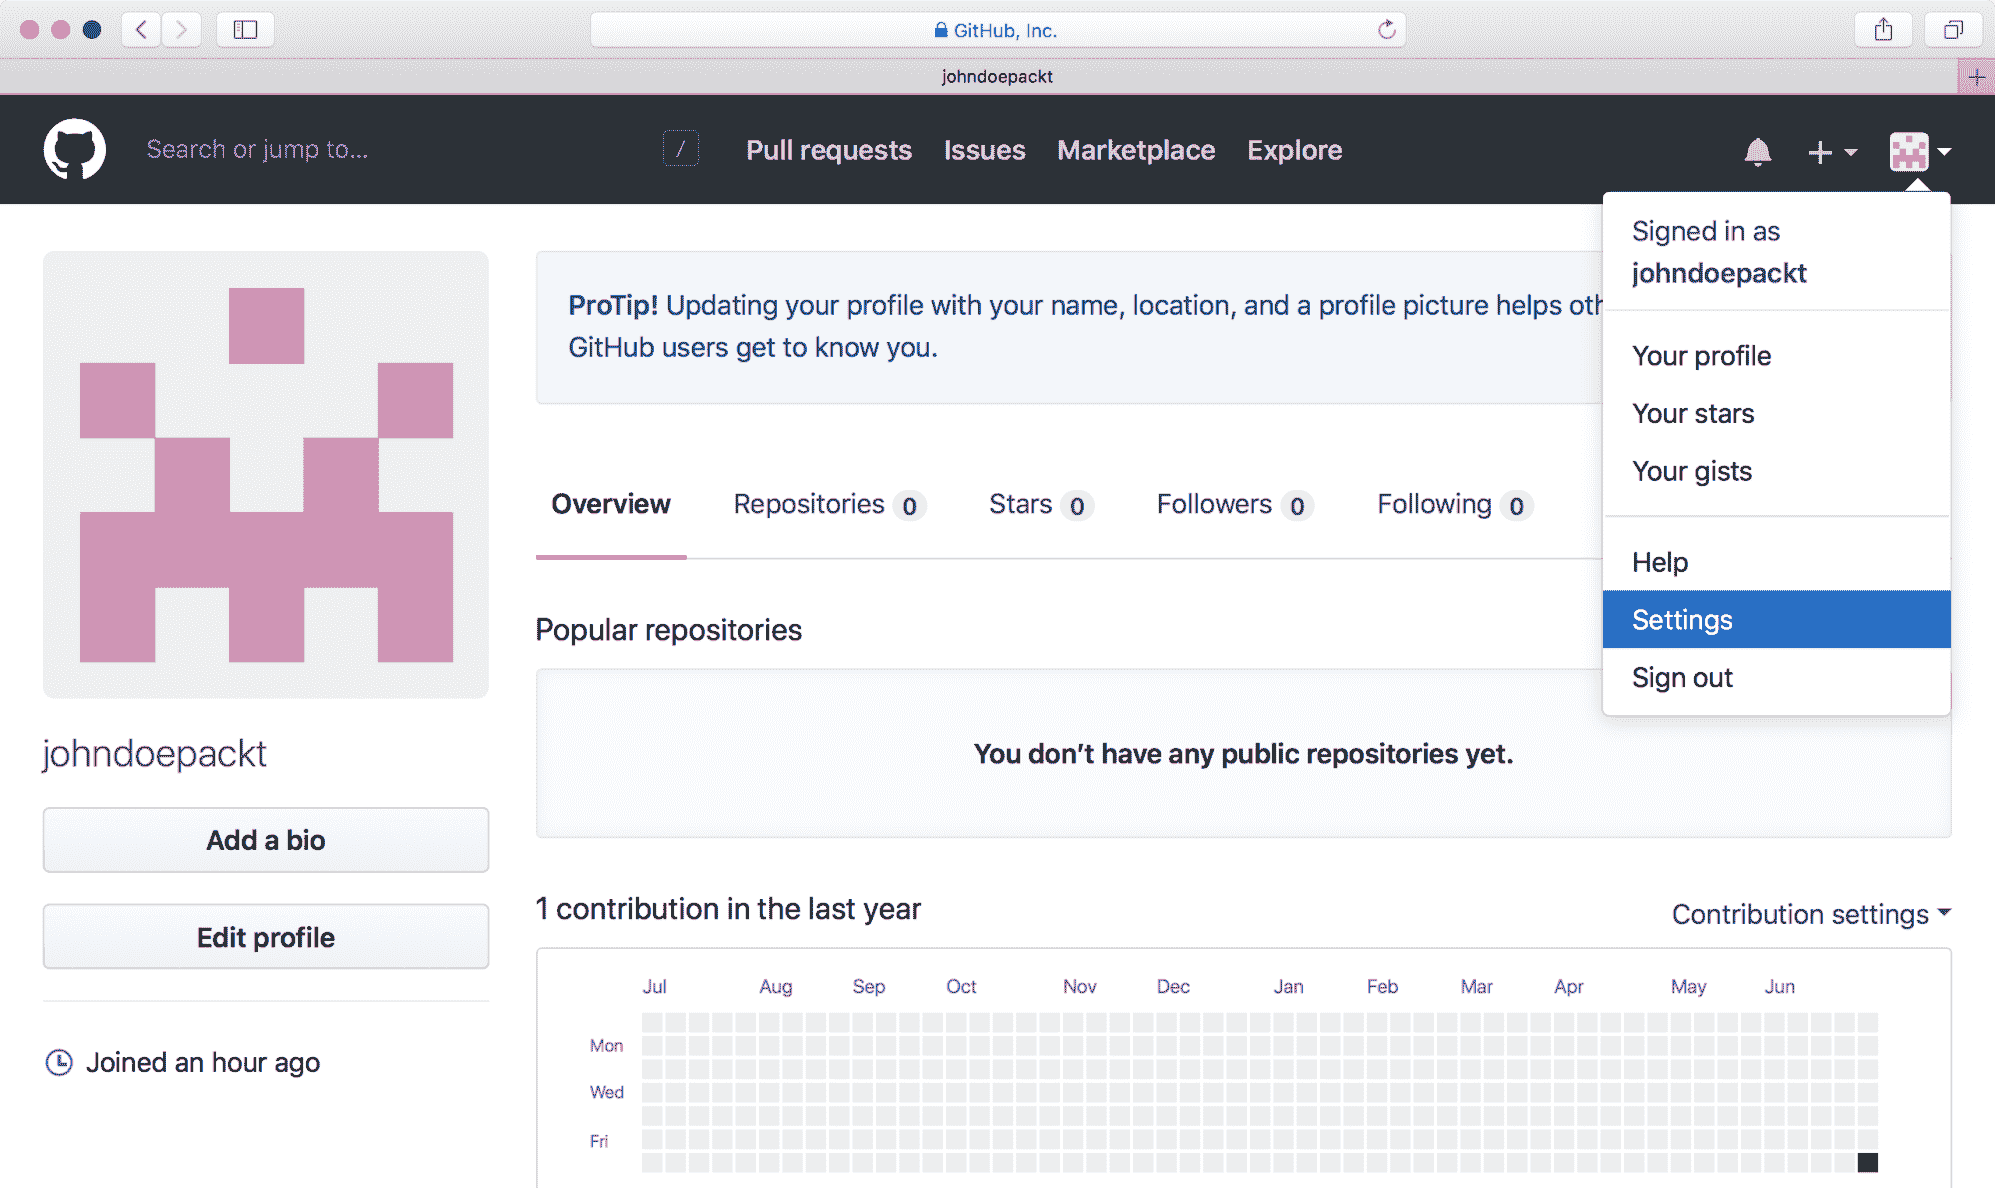 GitHub, Inc.
johndoepackt
Search or jump to...
/
Pull requests Issues Marketplace Explore
Signed in as
johndoepackt
Your profile
Your stars
Your gists
Help
Settings
Sign out
ProTip! Updating your profile with your name, location, and a profile picture helps
GitHub users get to know you.
Overview Repositories 0 Stars 0 Followers 0 Following 0
Popular repositories
You don’t have any public repositories yet.
johndoepackt
Add a bio
Edit profile
Joined an hour ago
1 contribution in the last year
Contribution settings
Jul Aug Sep Oct Nov Dec Jan Feb Mar Apr May Jun
Mon
Wed
Fri